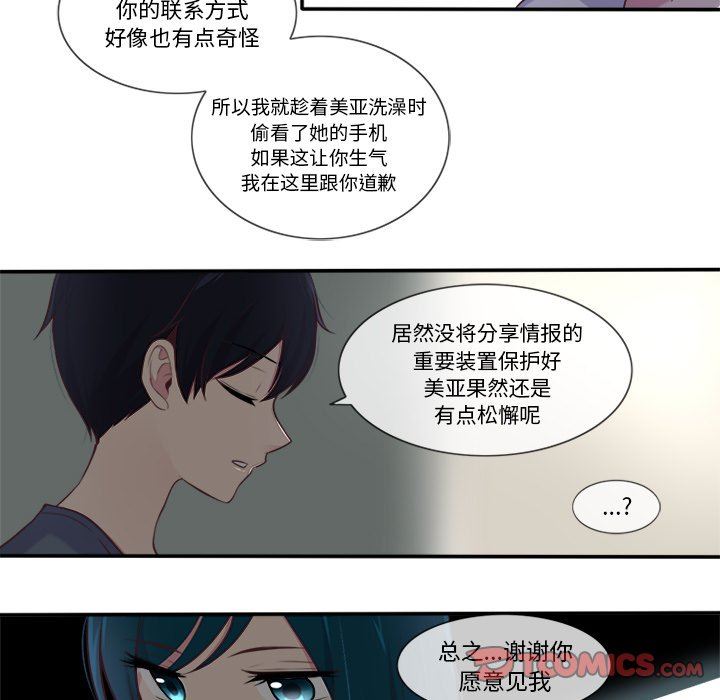 你的联系方式
好像也有点奇怪
所以我就趁着美亚洗澡时
偷看了她的手机
如果这让你生气
我在这里跟你道歉
居然没将分享情报的
重要装置保护好
美亚果然还是
有点松懈呢
...?
总之...谢谢你
愿意见我
TOCOMICS.COM